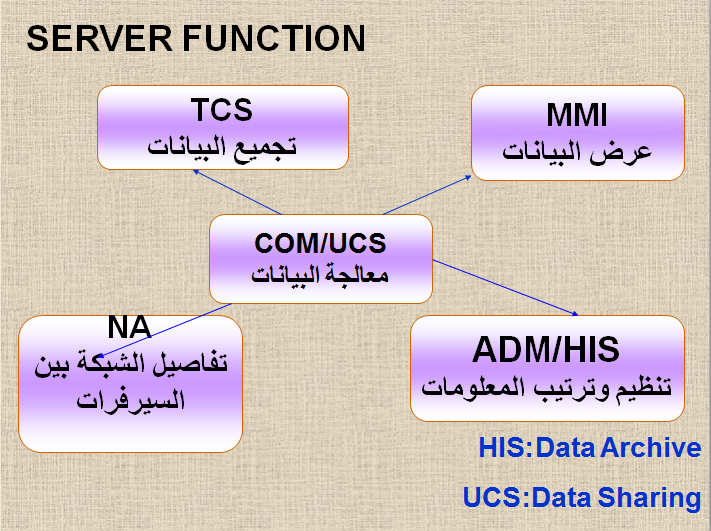 SERVER FUNCTION
TCS
تجميع البيانات
MMI
عرض البيانات
COM/UCS
معالجة البيانات
NA
تفاصيل الشبكة بين
السيرفرات
ADM/HIS
تنظيم وترتيب المعلومات
HIS:Data Archive
UCS:Data Sharing